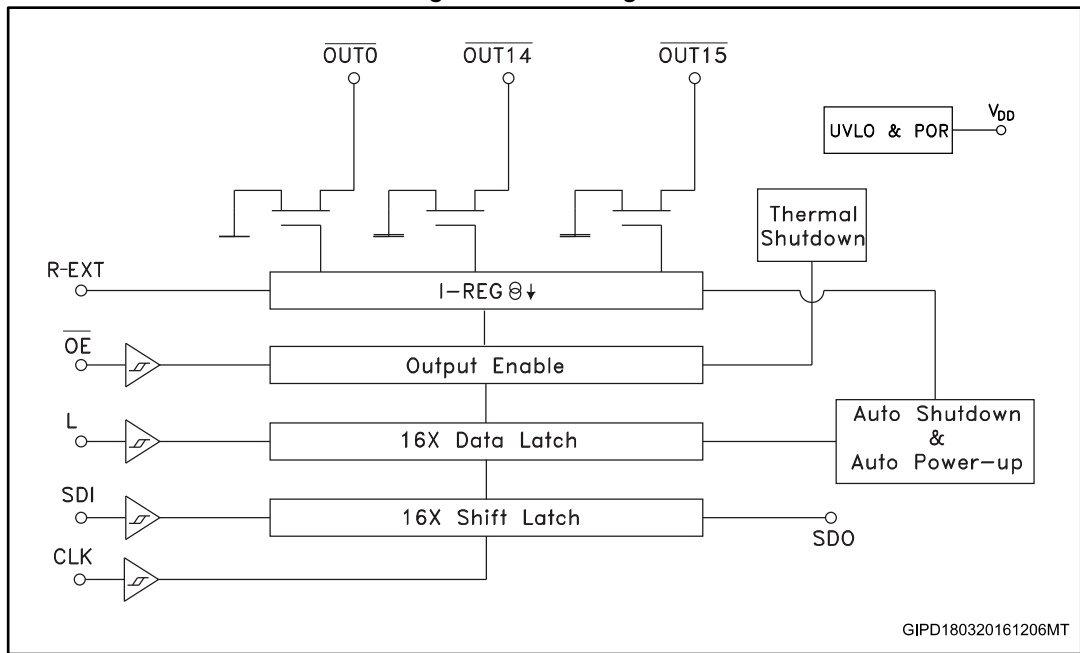 OUT0
OUT14
OUT15
UVLO & POR
VDD
Thermal
Shutdown
R-EXT
I-REG
OE
Output Enable
L
16X Data Latch
Auto Shutdown
&
Auto Power-up
SDI
16X Shift Latch
SDO
CLK
GIPD180320161206MT